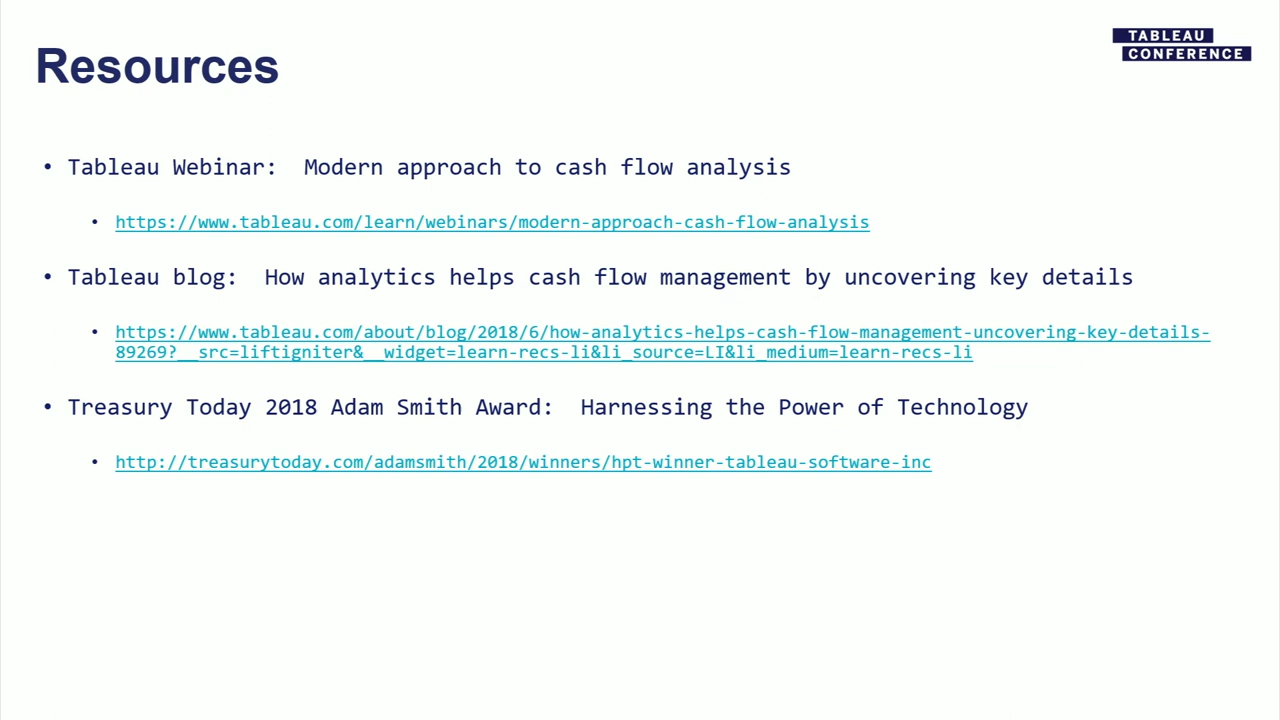 Resources
TABLEAU
CONFERENCE
• Tableau Webinar:  Modern approach to cash flow analysis
• https://www.tableau.com/learn/webinars/modern-approach-cash-flow-analysis
• Tableau blog:  How analytics helps cash flow management by uncovering key details
• https://www.tableau.com/about/blog/2018/6/how-analytics-helps-cash-flow-management-uncovering-key-details-
89269?__src=liftigniter&__widget=learn-recs-li&li_source=LI&li_medium=learn-recs-li
• Treasury Today 2018 Adam Smith Award:  Harnessing the Power of Technology
• http://treasurytoday.com/adamsmith/2018/winners/hpt-winner-tableau-software-inc